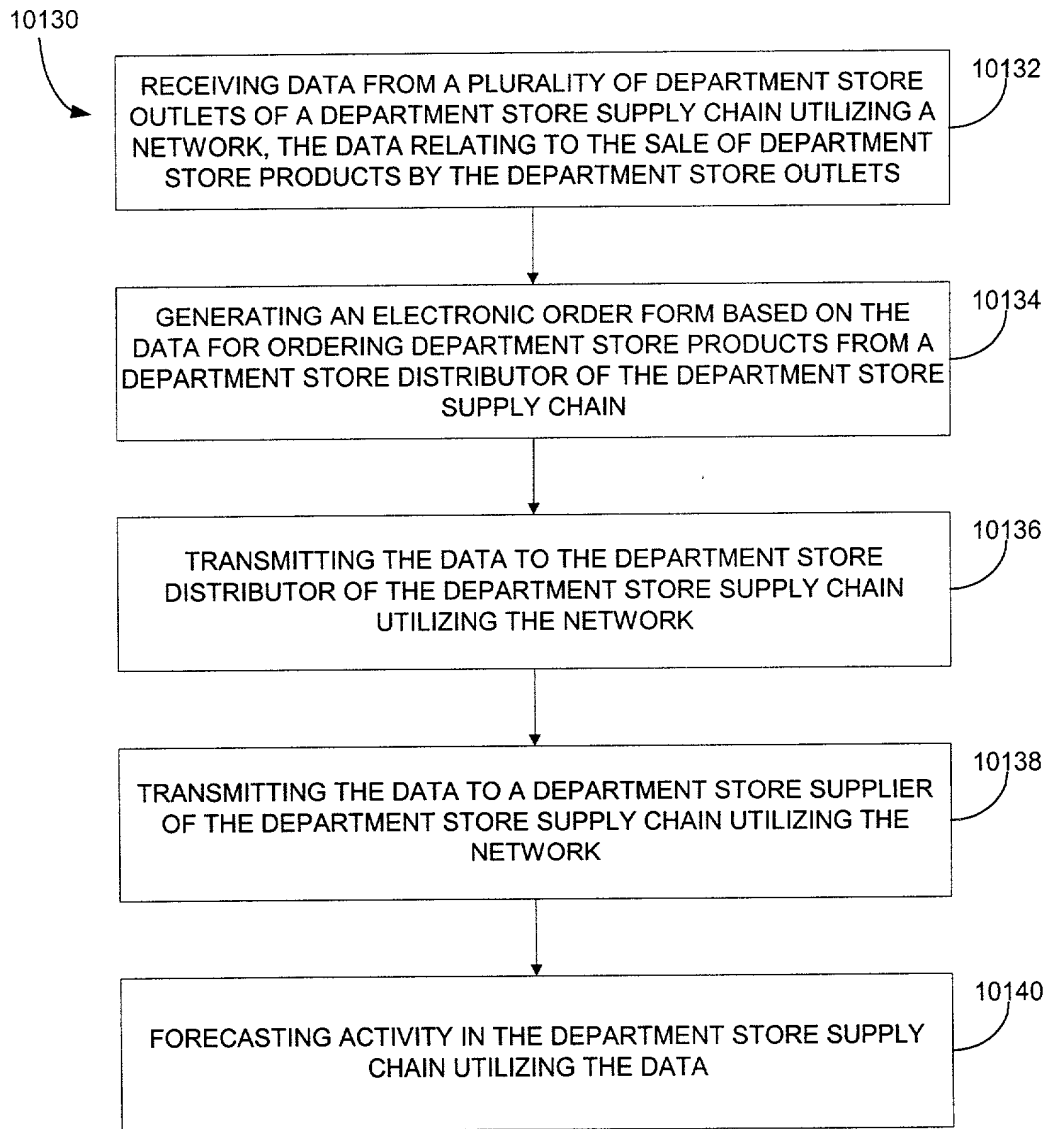 10130
RECEIVING DATA FROM A PLURALITY OF DEPARTMENT STORE
OUTLETS OF A DEPARTMENT STORE SUPPLY CHAIN UTILIZING A
NETWORK, THE DATA RELATING TO THE SALE OF DEPARTMENT
STORE PRODUCTS BY THE DEPARTMENT STORE OUTLETS
10132
GENERATING AN ELECTRONIC ORDER FORM BASED ON THE
DATA FOR ORDERING DEPARTMENT STORE PRODUCTS FROM A
DEPARTMENT STORE DISTRIBUTOR OF THE DEPARTMENT STORE
SUPPLY CHAIN
10134
TRANSMITTING THE DATA TO THE DEPARTMENT STORE
DISTRIBUTOR OF THE DEPARTMENT STORE SUPPLY CHAIN
UTILIZING THE NETWORK
10136
TRANSMITTING THE DATA TO A DEPARTMENT STORE SUPPLIER
OF THE DEPARTMENT STORE SUPPLY CHAIN UTILIZING THE
NETWORK
10138
FORECASTING ACTIVITY IN THE DEPARTMENT STORE SUPPLY
CHAIN UTILIZING THE DATA
10140